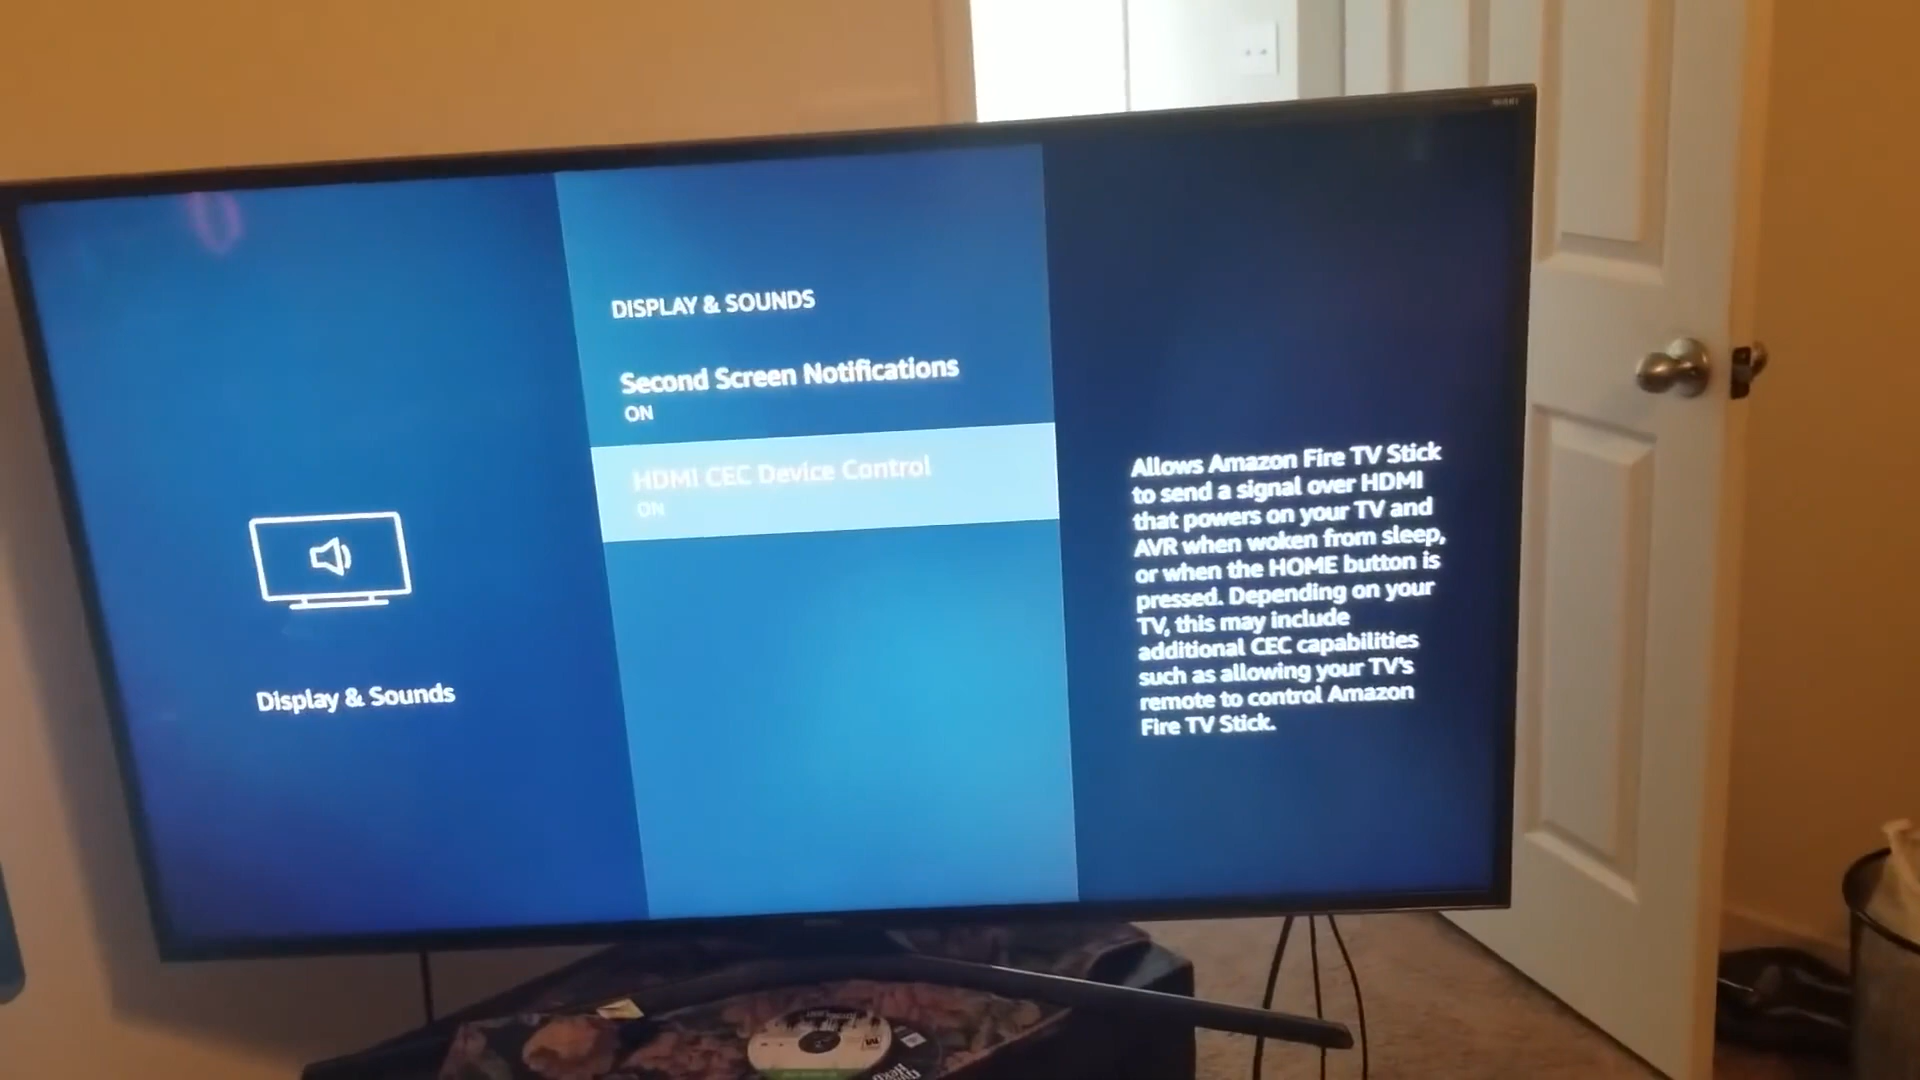 DISPLAY & SOUNDS
Second Screen Notifications
ON
HDMI CEC Device Control
ON
Display & Sounds
Allows Amazon Fire TV Stick
to send a signal over HDMI
that powers on your TV and
AVR when woken from sleep,
or when the HOME button is
pressed. Depending on your
TV, this may include
additional CEC capabilities
such as allowing your TV's
remote to control Amazon
Fire TV Stick.